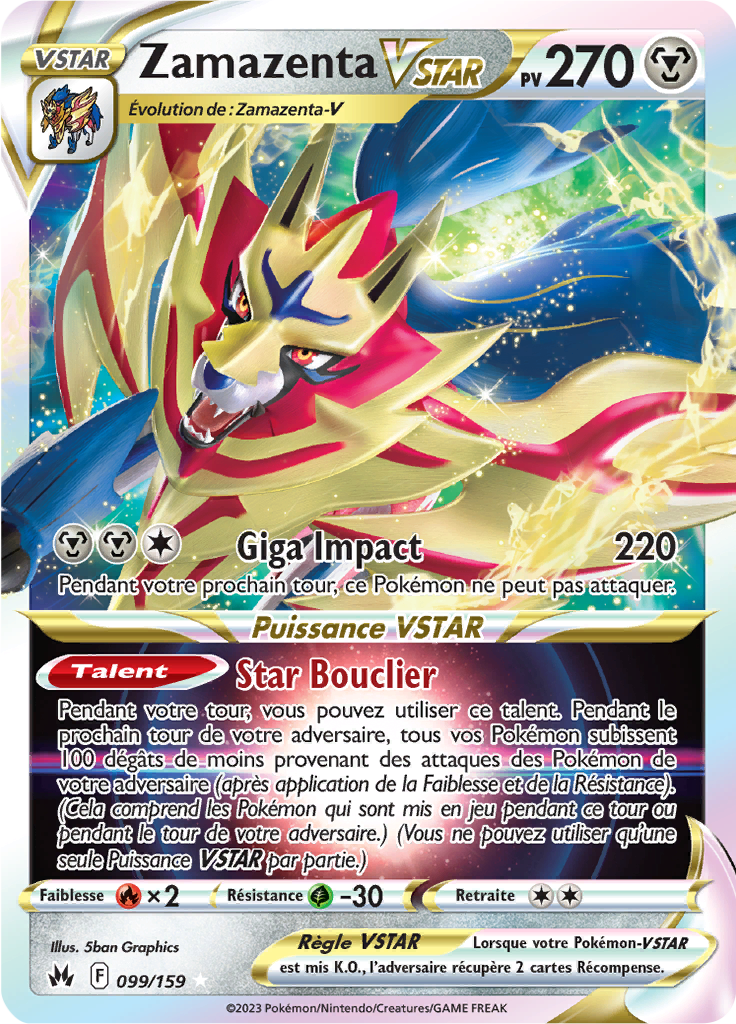 VSTAR
Zamazenta VSTAR PV 270
Évolution de : Zamazenta-V
Giga Impact 220
Pendant votre prochain tour, ce Pokémon ne peut pas attaquer.
Puissance VSTAR
Talent Star Bouclier
Pendant votre tour, vous pouvez utiliser ce talent. Pendant le
prochain tour de votre adversaire, tous vos Pokémon subissent
100 dégâts de moins provenant des attaques des Pokémon de
votre adversaire (après application de la Faiblesse et de la Résistance).
(Cela comprend les Pokémon qui sont mis en jeu pendant ce tour ou
pendant le tour de votre adversaire.) (Vous ne pouvez utiliser qu'une
seule Puissance VSTAR par partie.)
Faiblesse ×2 Résistance -30 Retraite
Illus. 5ban Graphics
Règle VSTAR Lorsque votre Pokémon-VSTAR
est mis K.O., l'adversaire récupère 2 cartes Récompense.
F 099/159
©2023 Pokémon/Nintendo/Creatures/GAME FREAK